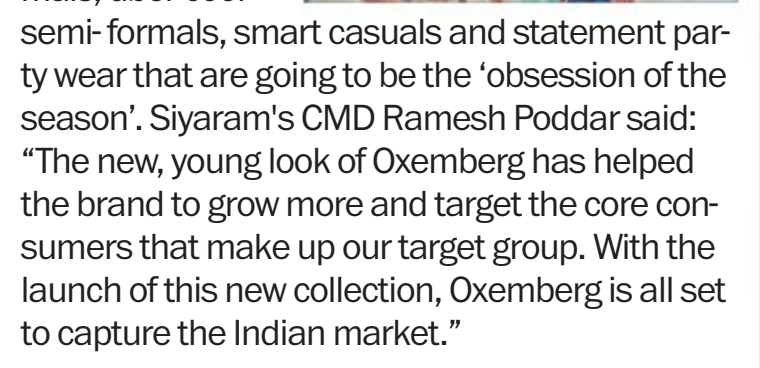 semi- formals, smart casuals and statement par-
ty wear that are going to be the ‘obsession of the
season’. Siyaram's CMD Ramesh Poddar said:
“The new, young look of Oxemberg has helped
the brand to grow more and target the core con-
sumers that make up our target group. With the
launch of this new collection, Oxemberg is all set
to capture the Indian market.”